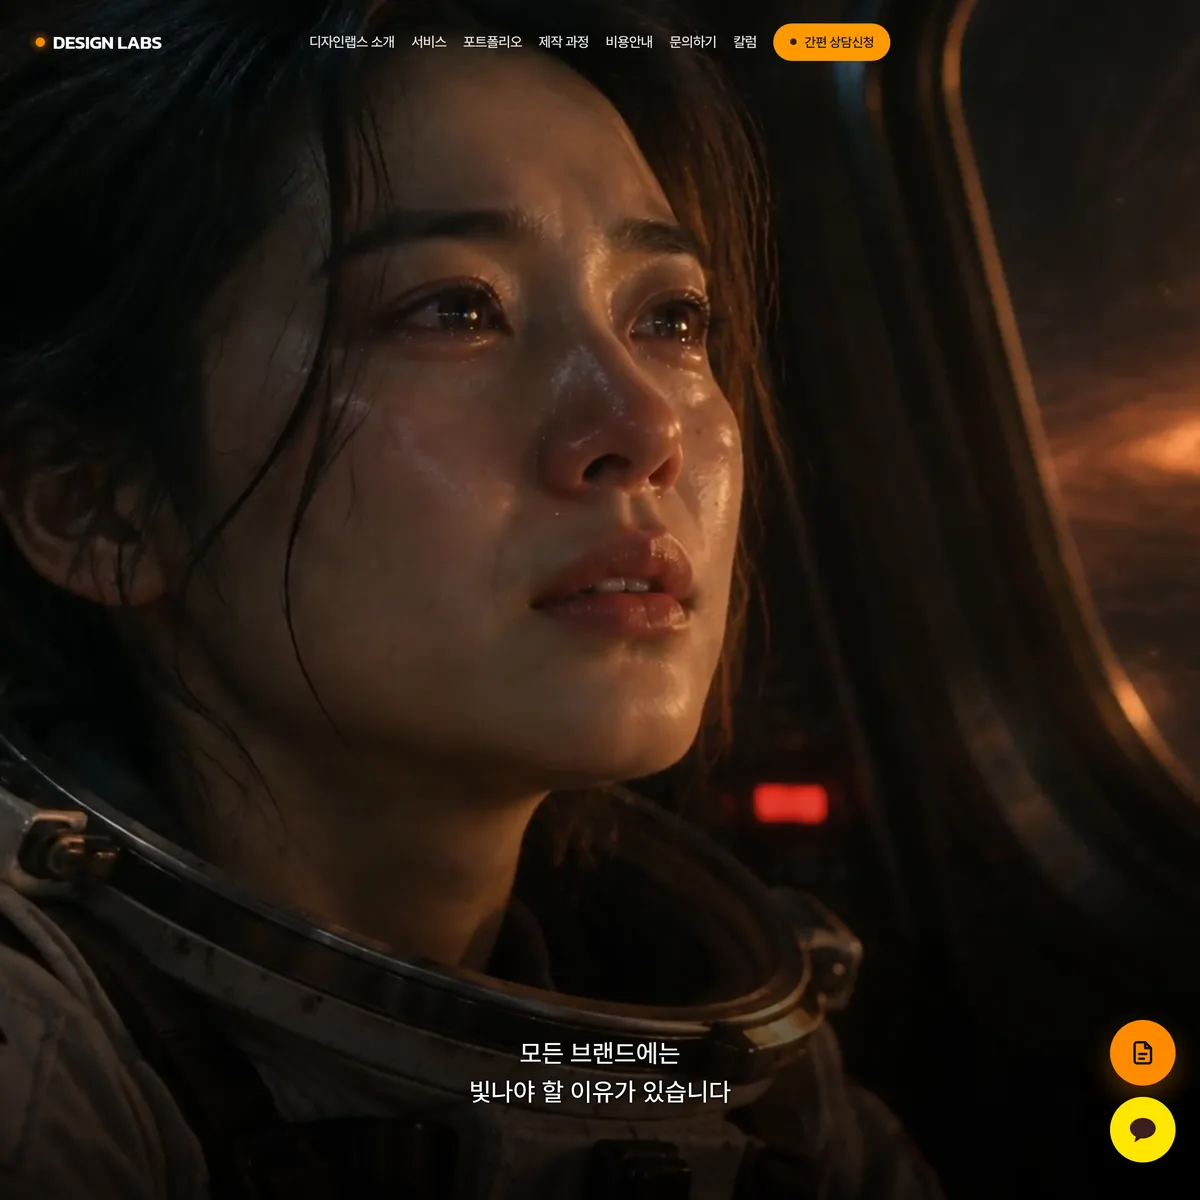 DESIGN LABS
디자인랩스 소개 서비스 포트폴리오 제작 과정 비용안내 문의하기 칼럼 간편 상담신청
모든 브랜드에는
빛나야 할 이유가 있습니다